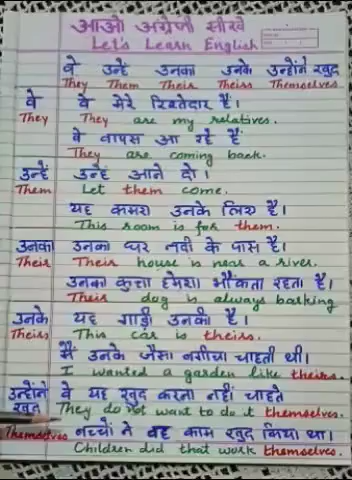 आओ अंग्रेजी सीखे
Let's Learn English
वे उन्हें उनका उनके उन्होंने खुद
They Them Their Theirs Themselves
वे वे मेरे रिश्तेदार हैं।
They They are my relatives.
वे वापस आ रहे हैं
They are coming back.
उन्हें उन्हें आने दो।
Them Let them come.
यह कमरा उनके लिए है।
This room is for them.
उनका उनका घर नदी के पास है।
Their Their house is near a river.
उनका कुत्ता हमेशा भौंकता रहता है।
Their dog is always barking
उनके यह गाड़ी उनकी है।
Theirs This car is theirs.
मैं उनके जैसा बगीचा चाहती थी।
I wanted a garden like theirs.
उन्होंने वे यह खुद करना नहीं चाहते
खुद They do not want to do it themselves.
Themselves बच्चों ने वह काम खुद किया था।
Children did that work themselves.